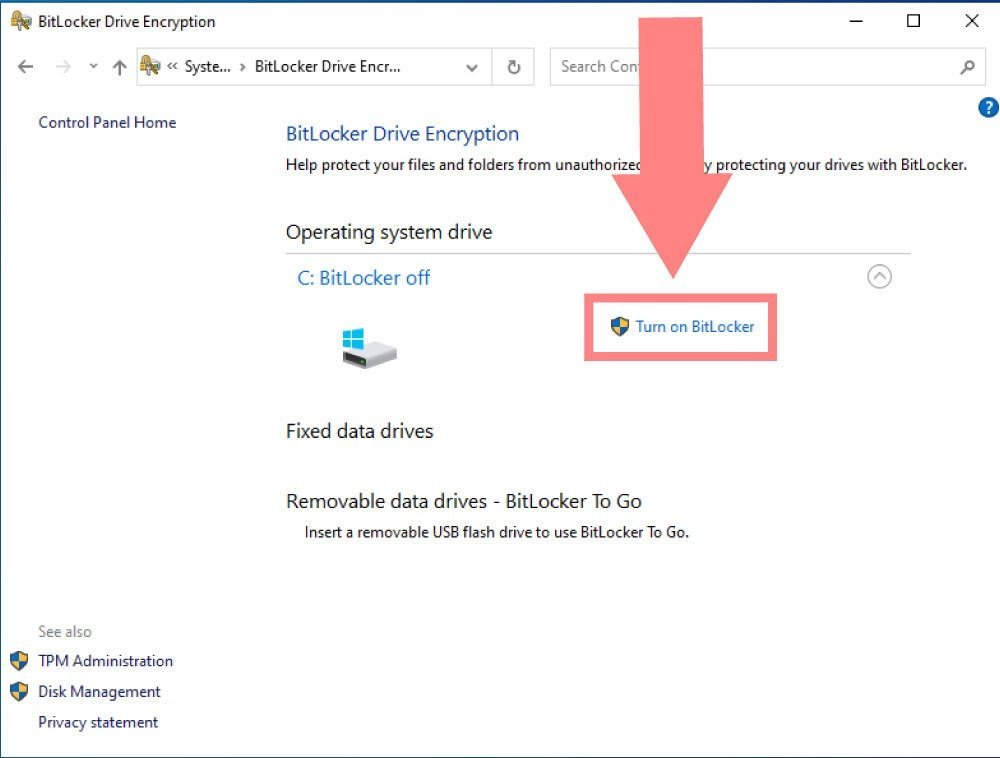 BitLocker Drive Encryption
« Syste... › BitLocker Drive Encr...
Search Con
Control Panel Home
BitLocker Drive Encryption
Help protect your files and folders from unauthorized y protecting your drives with BitLocker.
Operating system drive
C: BitLocker off
Turn on BitLocker
Fixed data drives
Removable data drives - BitLocker To Go
Insert a removable USB flash drive to use BitLocker To Go.
See also
TPM Administration
Disk Management
Privacy statement
?